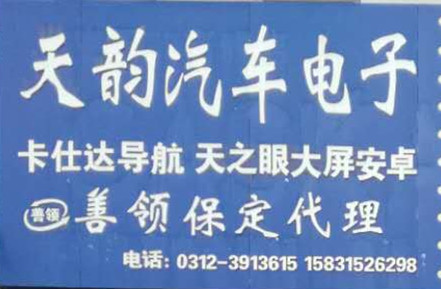 天韵汽车电子
卡仕达导航 天之眼大屏安卓
善领 善领保定代理
电话: 0312-3913615 15831526298